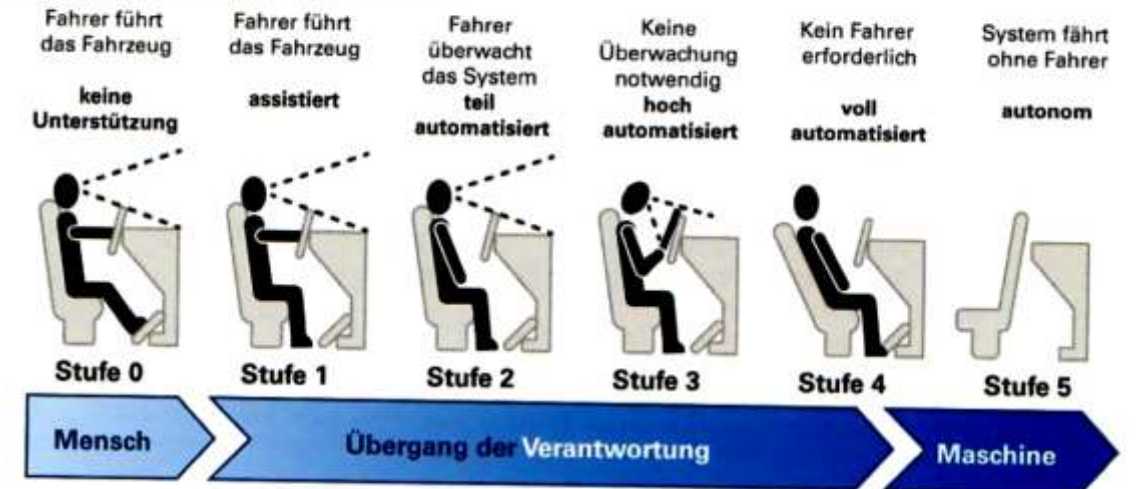 Fahrer führt
das Fahrzeug
keine
Unterstützung
Fahrer führt
das Fahrzeug
assistiert
Fahrer
überwacht
das System
teil
automatisiert
Keine
Überwachung
notwendig
hoch
automatisiert
Kein Fahrer
erforderlich
voll
automatisiert
System fährt
ohne Fahrer
autonom
Stufe 0
Stufe 1
Stufe 2
Stufe 3
Stufe 4
Stufe 5
Mensch
Übergang der Verantwortung
Maschine